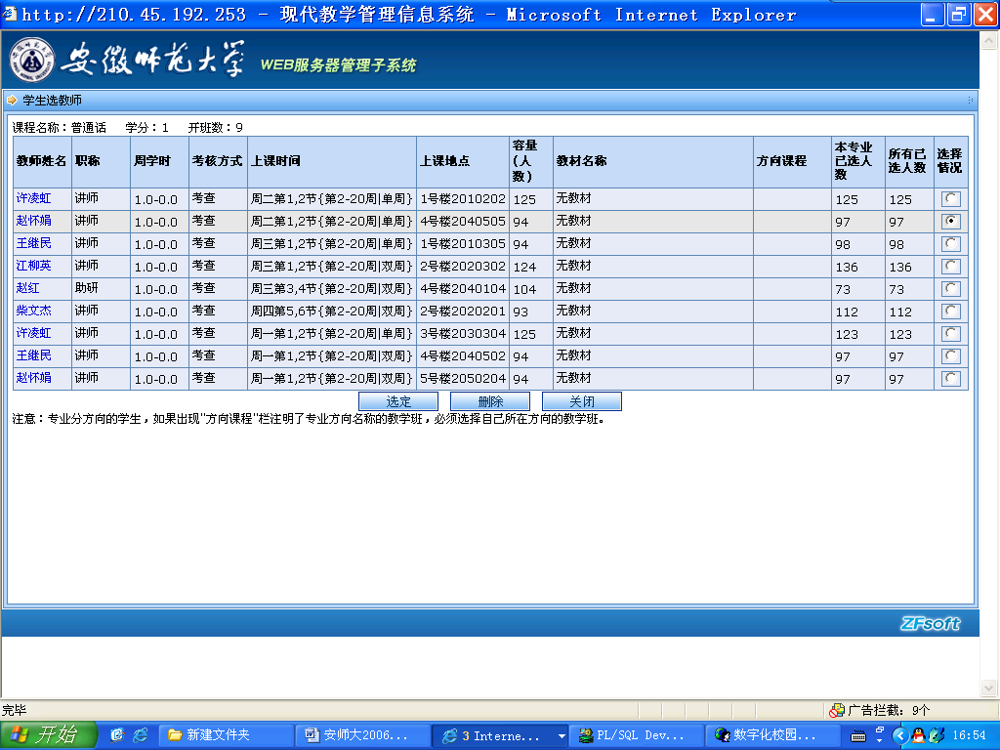 http://210.45.192.253 - 现代教学管理信息系统 - Microsoft Internet Explorer
安徽师范大学 WEB服务器管理子系统
学生选教师
课程名称：普通话 学分：1 开班数：9
教师姓名 职称 周学时 考核方式 上课时间 上课地点 容量(人数) 教材名称 方向课程 本专业已选人数 所有已选人数 选择情况
许凌虹 讲师 1.0-0.0 考查 周二第1,2节{第2-20周|单周} 1号楼2010202 125 无教材 125 125
赵怀娟 讲师 1.0-0.0 考查 周二第1,2节{第2-20周|单周} 4号楼2040505 94 无教材 97 97
王继民 讲师 1.0-0.0 考查 周三第1,2节{第2-20周|单周} 1号楼2010305 94 无教材 98 98
江柳英 讲师 1.0-0.0 考查 周三第1,2节{第2-20周|双周} 2号楼2020302 124 无教材 136 136
赵红 助研 1.0-0.0 考查 周三第3,4节{第2-20周|双周} 4号楼2040104 104 无教材 73 73
柴文杰 讲师 1.0-0.0 考查 周四第5,6节{第2-20周|双周} 2号楼2020201 93 无教材 112 112
许凌虹 讲师 1.0-0.0 考查 周一第1,2节{第2-20周|单周} 3号楼2030304 125 无教材 123 123
王继民 讲师 1.0-0.0 考查 周一第1,2节{第2-20周|双周} 4号楼2040502 94 无教材 97 97
赵怀娟 讲师 1.0-0.0 考查 周一第1,2节{第2-20周|双周} 5号楼2050204 94 无教材 97 97
选定 删除 关闭
注意：专业分方向的学生，如果出现"方向课程"栏注明了专业方向名称的教学班，必须选择自己所在方向的教学班。
ZFsoft
完毕 广告拦截：9个
开始 新建文件夹 安师大2006... 3 Interne... PL/SQL Dev... 数字化校园... 16:54